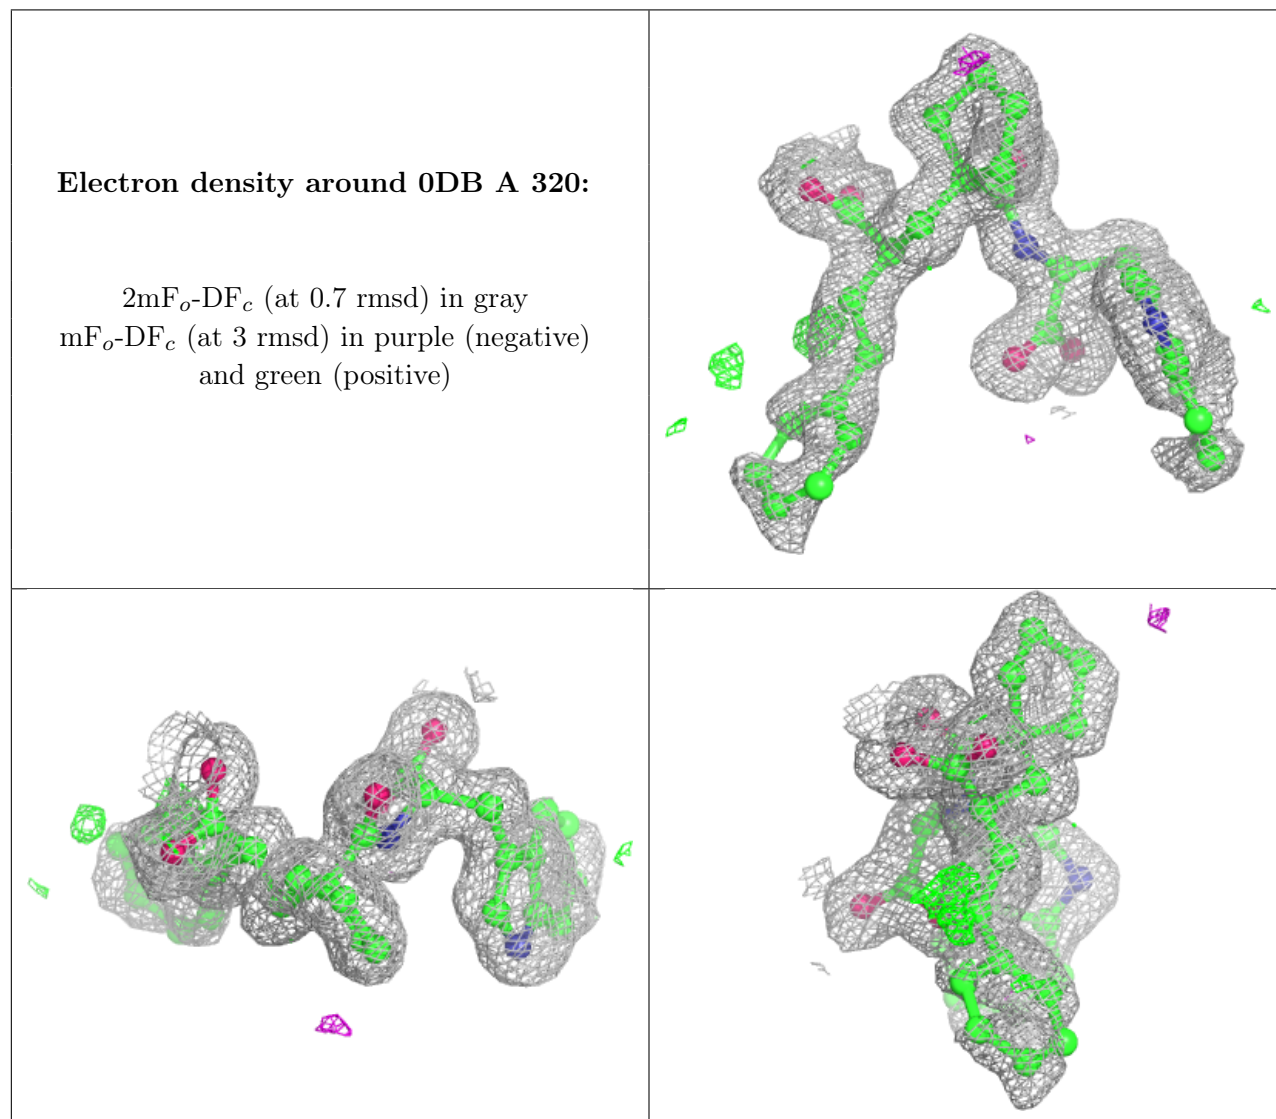 Electron density around 0DB A 320:
2mFo-DFc (at 0.7 rmsd) in gray
mFo-DFc (at 3 rmsd) in purple (negative)
and green (positive)